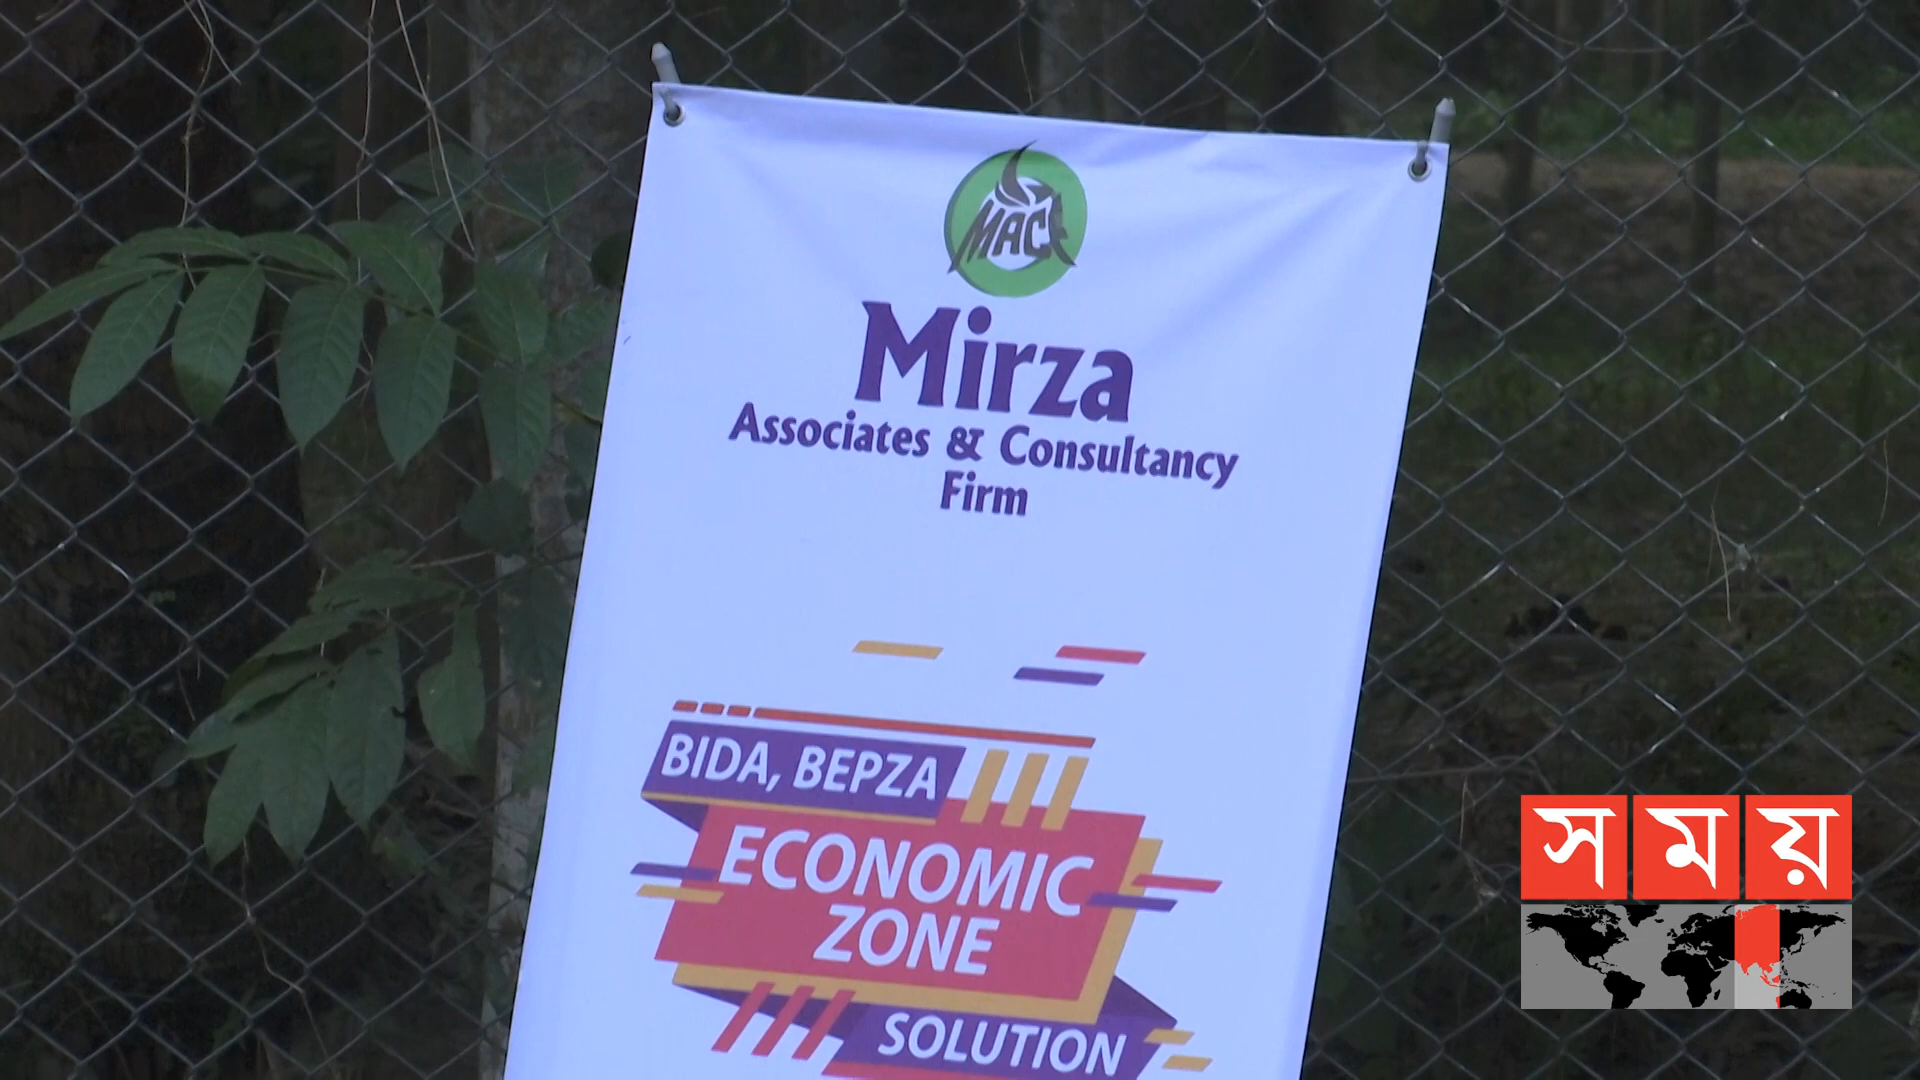 MACF
Mirza
Associates & Consultancy
Firm
BIDA, BEPZA
ECONOMIC
ZONE
SOLUTION
সময়